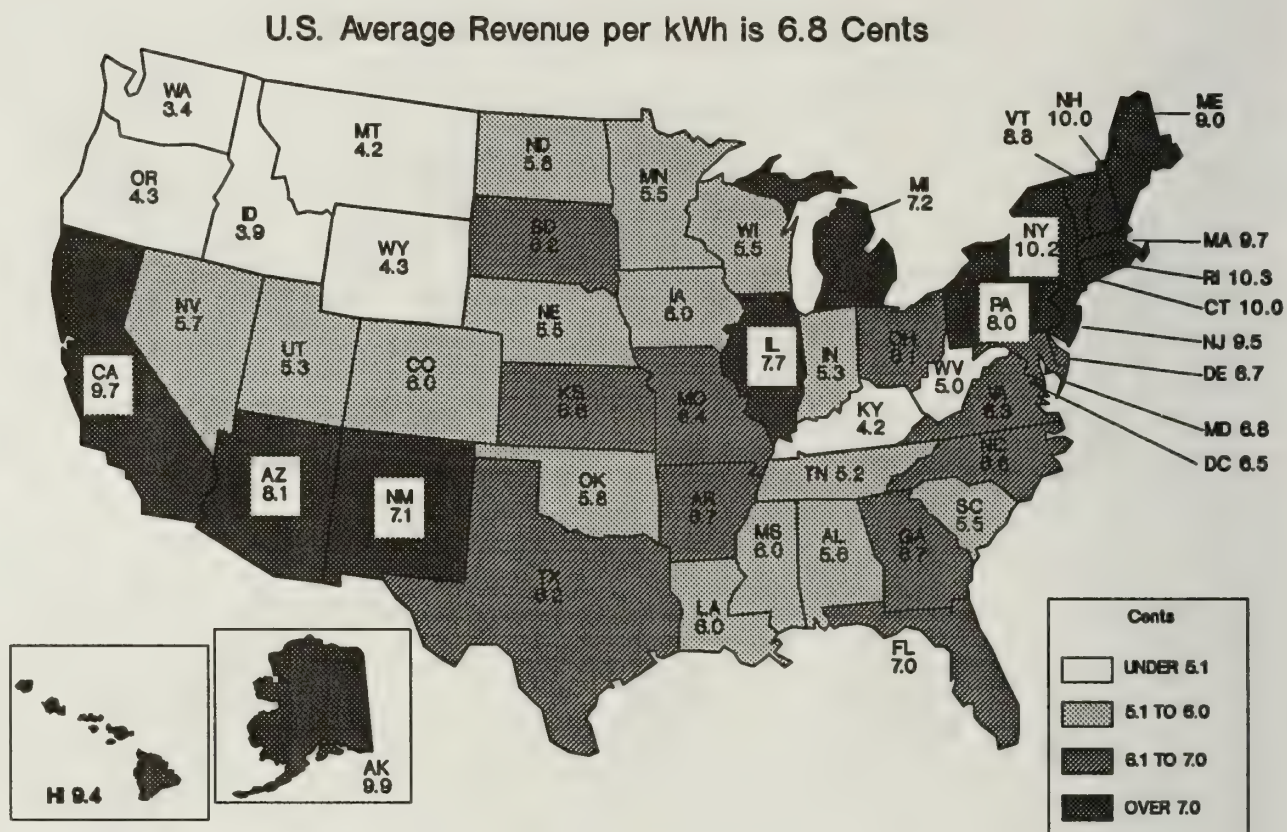 U.S. Average Revenue per kWh is 6.8 Cents
WA
3.4
MT
4.2
ND
MN
5.5
VT
8.8
NH
10.0
ME
9.0
OR
4.3
ID
3.9
WY
4.3
SD
6.2
WI
5.5
MI
7.2
NY
10.2
MA 9.7
RI 10.3
CT 10.0
NJ 9.5
DE 6.7
MD 6.8
DC 6.5
NV
5.7
UT
5.3
CO
6.0
NE
5.5
IA
6.0
IL
7.7
IN
5.3
OH
6.1
PA
8.0
WV
5.0
VA
6.3
CA
9.7
KS
MO
6.4
KY
4.2
NC
AZ
8.1
NM
7.1
OK
5.8
AR
6.7
TN 5.2
SC
5.5
TX
6.2
LA
6.0
MS
6.0
AL
5.6
GA
6.7
FL
7.0
HI 9.4
AK
9.9
Cents
UNDER 5.1
5.1 TO 6.0
6.1 TO 7.0
OVER 7.0